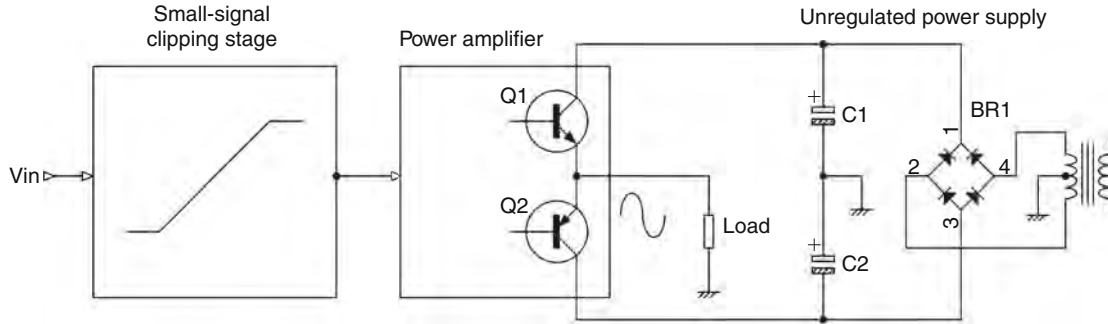 Small-signal
clipping stage
Power amplifier
Unregulated power supply
Vin
Q1
Q2
Load
+
C1
+
C2
BR1
1
2
4
3